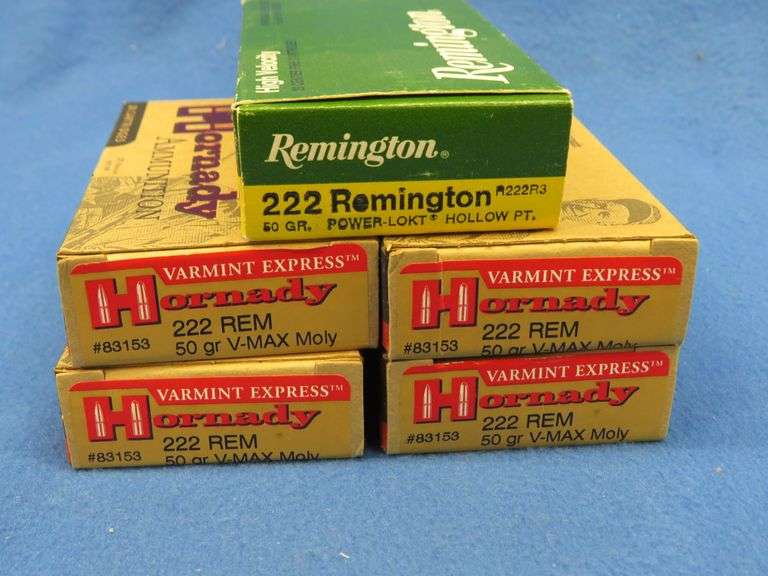 High Velocity
Remington
Remington®
222 Remington R222R3
50 GR. POWER-LOKT® HOLLOW PT.
Hornady
AMMUNITION
VARMINT EXPRESS™
Hornady
222 REM
#83153 50 gr V-MAX Moly
VARMINT EXPRESS™
Hornady
222 REM
#83153 50 gr V-MAX Moly
VARMINT EXPRESS™
Hornady
222 REM
#83153 50 gr V-MAX Moly
VARMINT EXPRESS™
Hornady
222 REM
#83153 50 gr V-MAX Moly